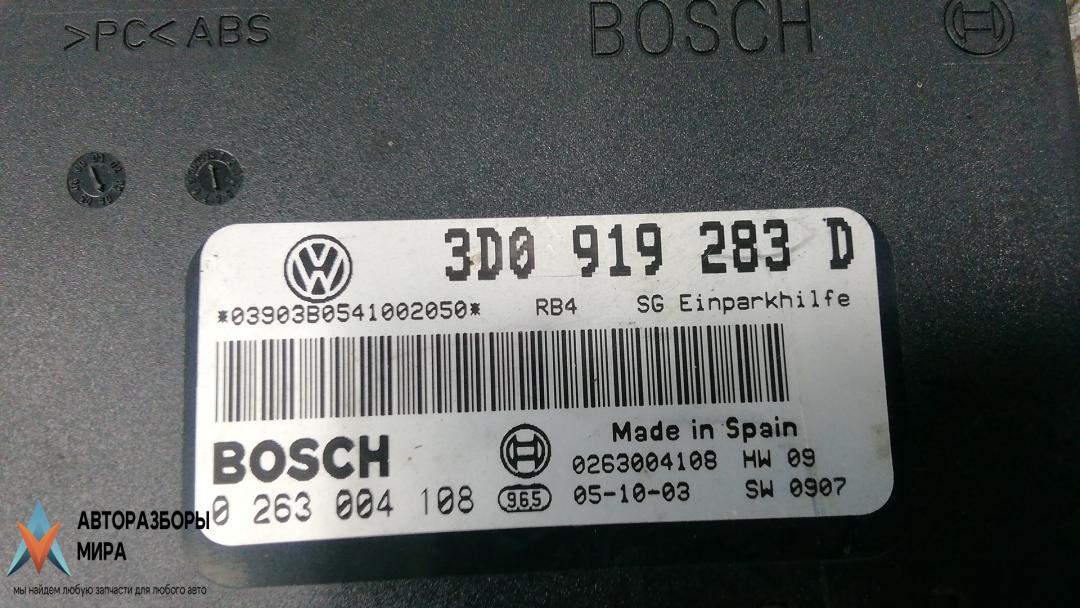 >PC< ABS
BOSCH
3D0 919 283 D
*03903B0541002050* RB4 SG Einparkhilfe
BOSCH
Made in Spain
0263004108 HW 09
0 263 004 108
965
05-10-03 SW 0907
АВТОРАЗБОРЫ
МИРА
мы найдем любую запчасти для любого авто